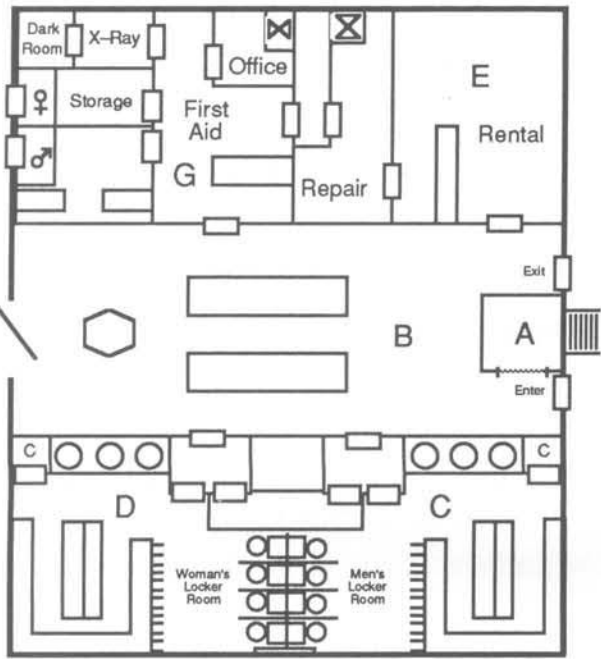 Dark
Room
X-Ray
Office
E
♀
Storage
First
Aid
Rental
♂
G
Repair
Exit
B
A
Enter
C
C
D
C
Woman's
Locker
Room
Men's
Locker
Room